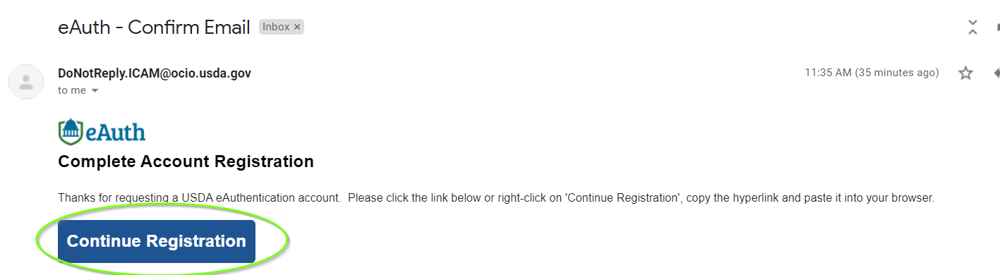 eAuth - Confirm Email Inbox ×
DoNotReply.ICAM@ocio.usda.gov 11:35 AM (35 minutes ago)
to me
eAuth
Complete Account Registration
Thanks for requesting a USDA eAuthentication account.  Please click the link below or right-click on 'Continue Registration', copy the hyperlink and paste it into your browser.
Continue Registration